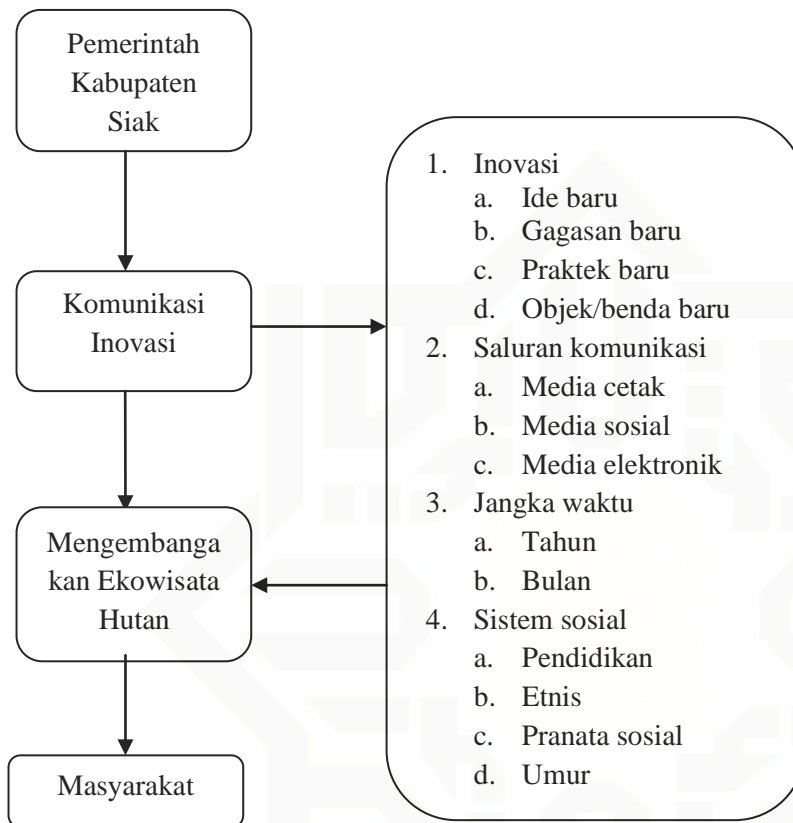 Pemerintah
Kabupaten
Siak
Komunikasi
Inovasi
Mengembanga
kan Ekowisata
Hutan
Masyarakat
1. Inovasi
a. Ide baru
b. Gagasan baru
c. Praktek baru
d. Objek/benda baru
2. Saluran komunikasi
a. Media cetak
b. Media sosial
c. Media elektronik
3. Jangka waktu
a. Tahun
b. Bulan
4. Sistem sosial
a. Pendidikan
b. Etnis
c. Pranata sosial
d. Umur